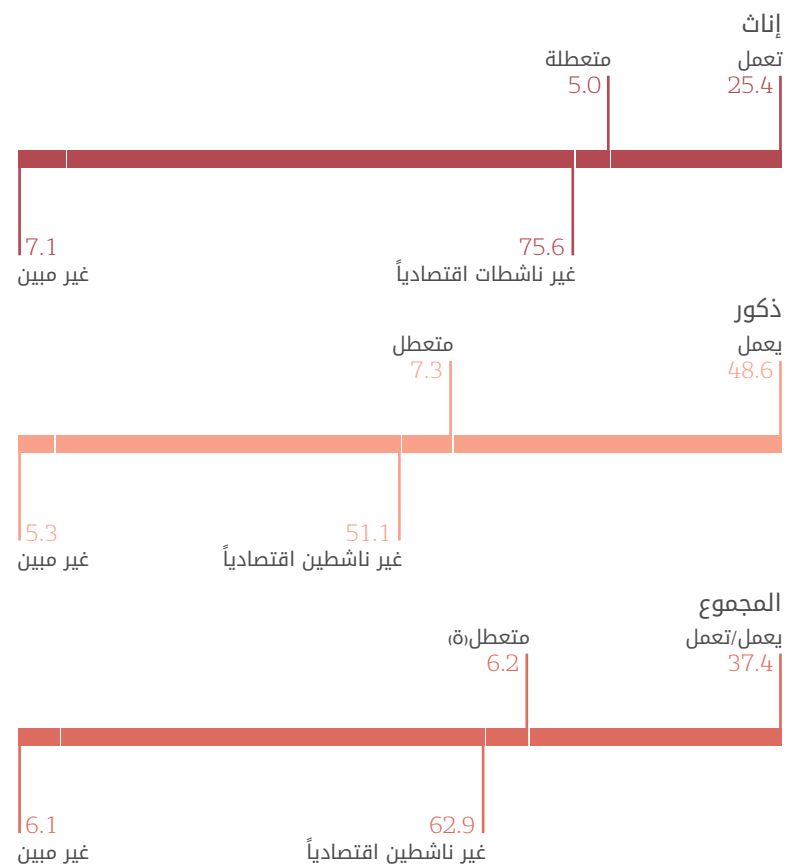 إناث
تعمل
25.4
متعطلة
5.0
75.6
غير ناشطات اقتصادياً
7.1
غير مبين
ذكور
يعمل
48.6
متعطل
7.3
51.1
غير ناشطين اقتصادياً
5.3
غير مبين
المجموع
يعمل/تعمل
37.4
متعطل(ة)
6.2
62.9
غير ناشطين اقتصادياً
6.1
غير مبين